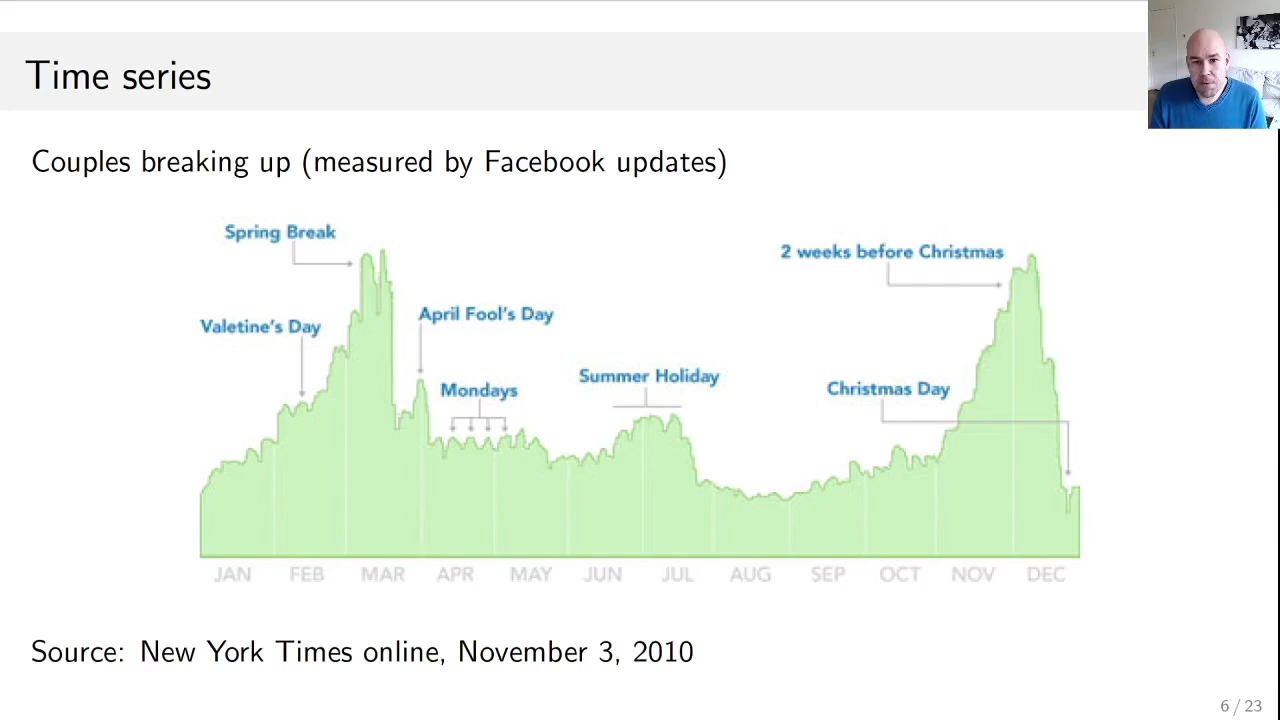 Time series
Couples breaking up (measured by Facebook updates)
Spring Break
2 weeks before Christmas
Valetine's Day
April Fool's Day
Mondays
Summer Holiday
Christmas Day
JAN FEB MAR APR MAY JUN JUL AUG SEP OCT NOV DEC
Source: New York Times online, November 3, 2010
6 / 23